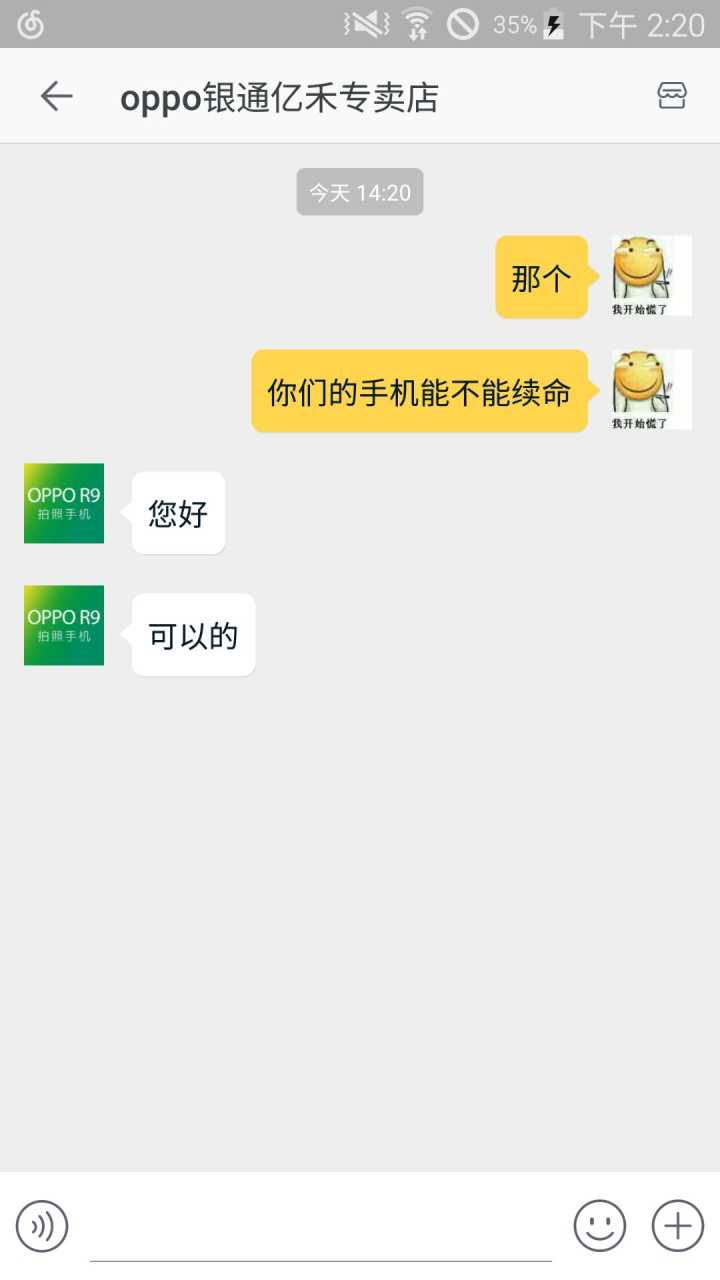 35% 下午 2:20
oppo银通亿禾专卖店
今天 14:20
那个
我开始慌了
你们的手机能不能续命
我开始慌了
OPPO R9
拍照手机
您好
OPPO R9
拍照手机
可以的